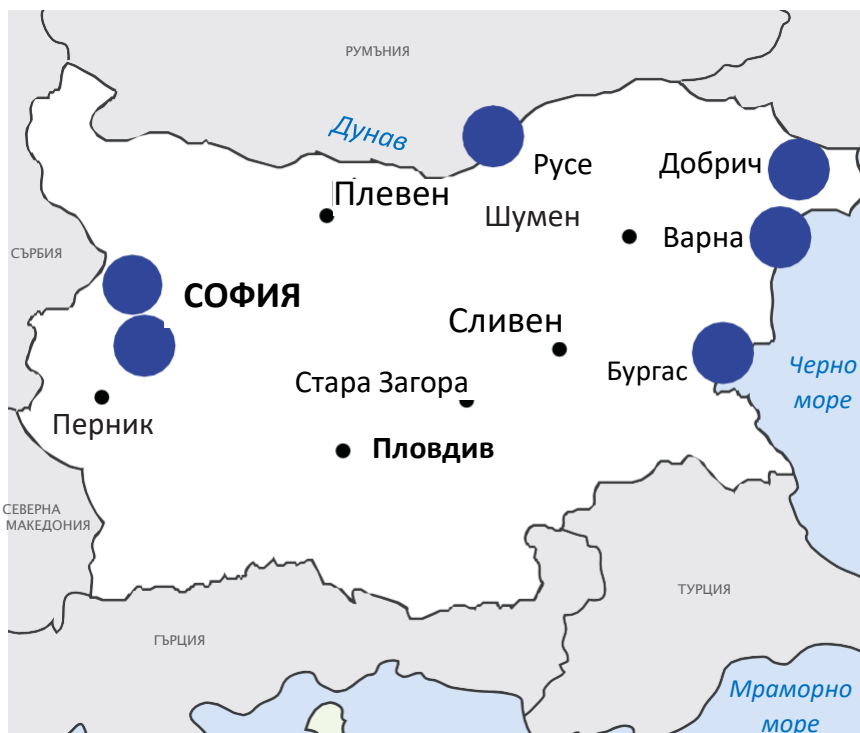 РУМЪНИЯ
Дунав
Русе
Добрич
Плевен
Шумен
Варна
СЪРБИЯ
СОФИЯ
Сливен
Бургас
Черно
море
Стара Загора
Перник
Пловдив
СЕВЕРНА
МАКЕДОНИЯ
ТУРЦИЯ
ГЪРЦИЯ
Мраморно
море